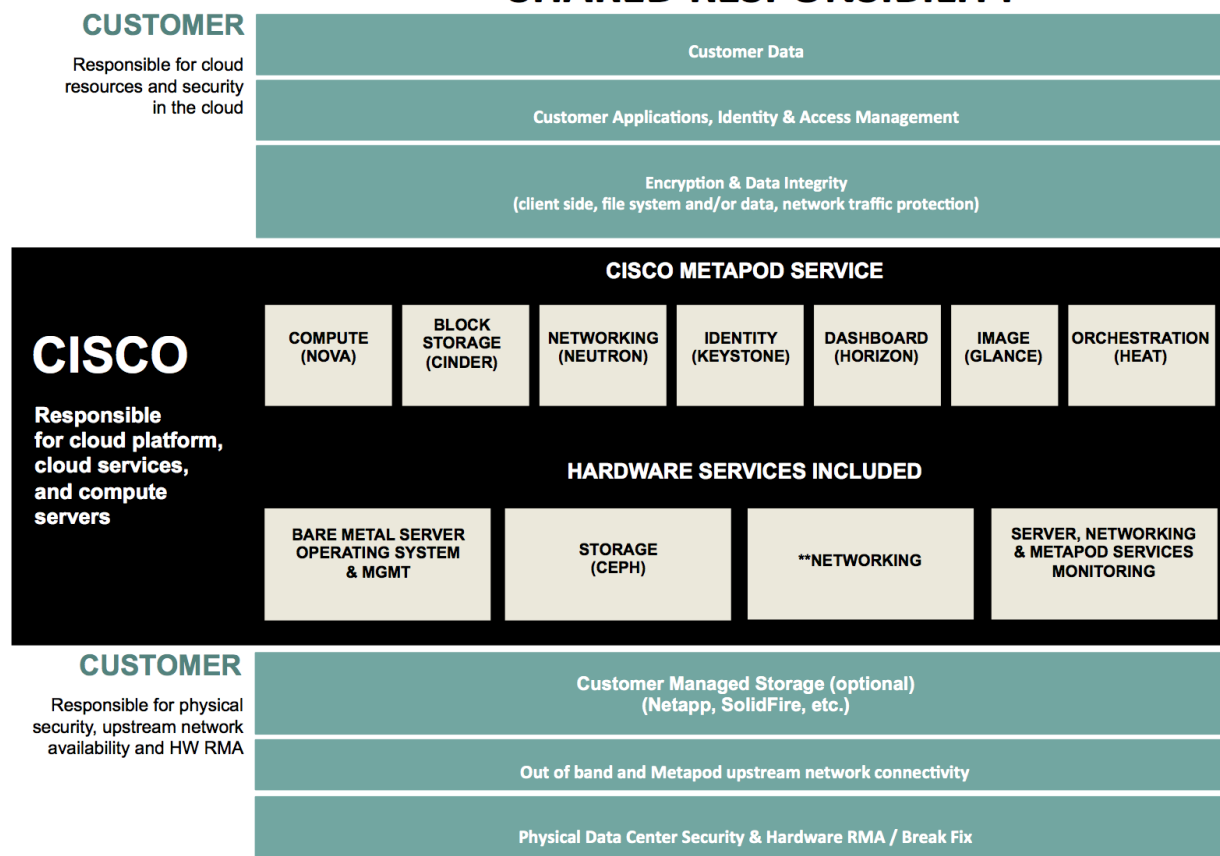 SHARED RESPONSIBILITY
CUSTOMER
Responsible for cloud
resources and security
in the cloud
Customer Data
Customer Applications, Identity & Access Management
Encryption & Data Integrity
(client side, file system and/or data, network traffic protection)
CISCO
Responsible
for cloud platform,
cloud services,
and compute
servers
CISCO METAPOD SERVICE
COMPUTE
(NOVA)
BLOCK
STORAGE
(CINDER)
NETWORKING
(NEUTRON)
IDENTITY
(KEYSTONE)
DASHBOARD
(HORIZON)
IMAGE
(GLANCE)
ORCHESTRATION
(HEAT)
HARDWARE SERVICES INCLUDED
BARE METAL SERVER
OPERATING SYSTEM
& MGMT
STORAGE
(CEPH)
**NETWORKING
SERVER, NETWORKING
& METAPOD SERVICES
MONITORING
CUSTOMER
Responsible for physical
security, upstream network
availability and HW RMA
Customer Managed Storage (optional)
(Netapp, SolidFire, etc.)
Out of band and Metapod upstream network connectivity
Physical Data Center Security & Hardware RMA / Break Fix